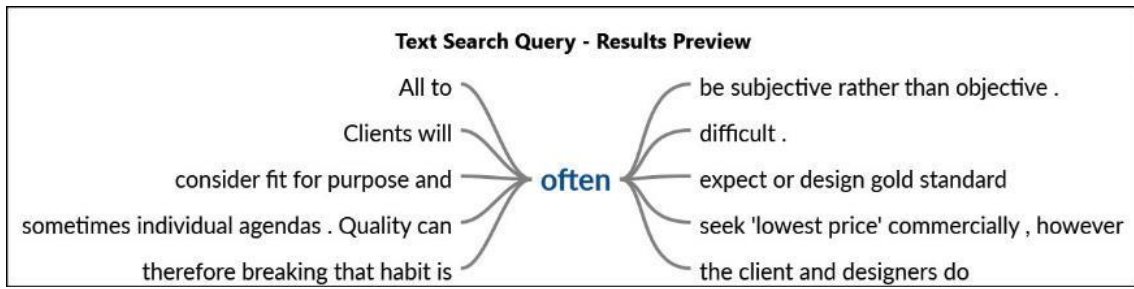 Text Search Query - Results Preview
All to
Clients will
consider fit for purpose and
sometimes individual agendas . Quality can
therefore breaking that habit is
often
be subjective rather than objective .
difficult .
expect or design gold standard
seek 'lowest price' commercially , however
the client and designers do